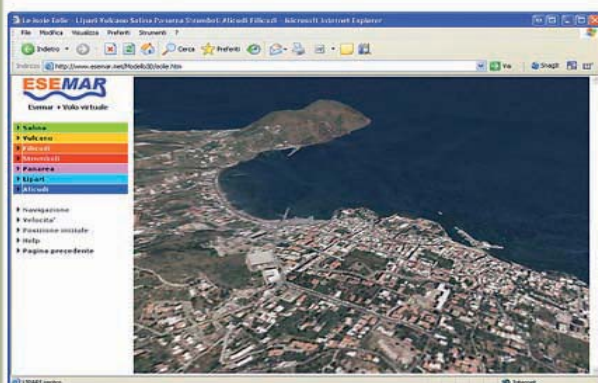 Le Isole Eolie - Lipari Vulcano Salina Panarea Stromboli Alicudi Filicudi - Microsoft Internet Explorer
File Modifica Visualizza Preferiti Strumenti ?
Indietro Cerca Preferiti
Indirizzo http://www.esemar.net/Modello3D/eolie.htm Vai SnagIt
ESEMAR
Esemar + Volo virtuale
Salina
Vulcano
Filicudi
Stromboli
Panarea
Lipari
Alicudi
Navigazione
Velocita'
Posizione iniziale
Help
Pagina precedente
Internet